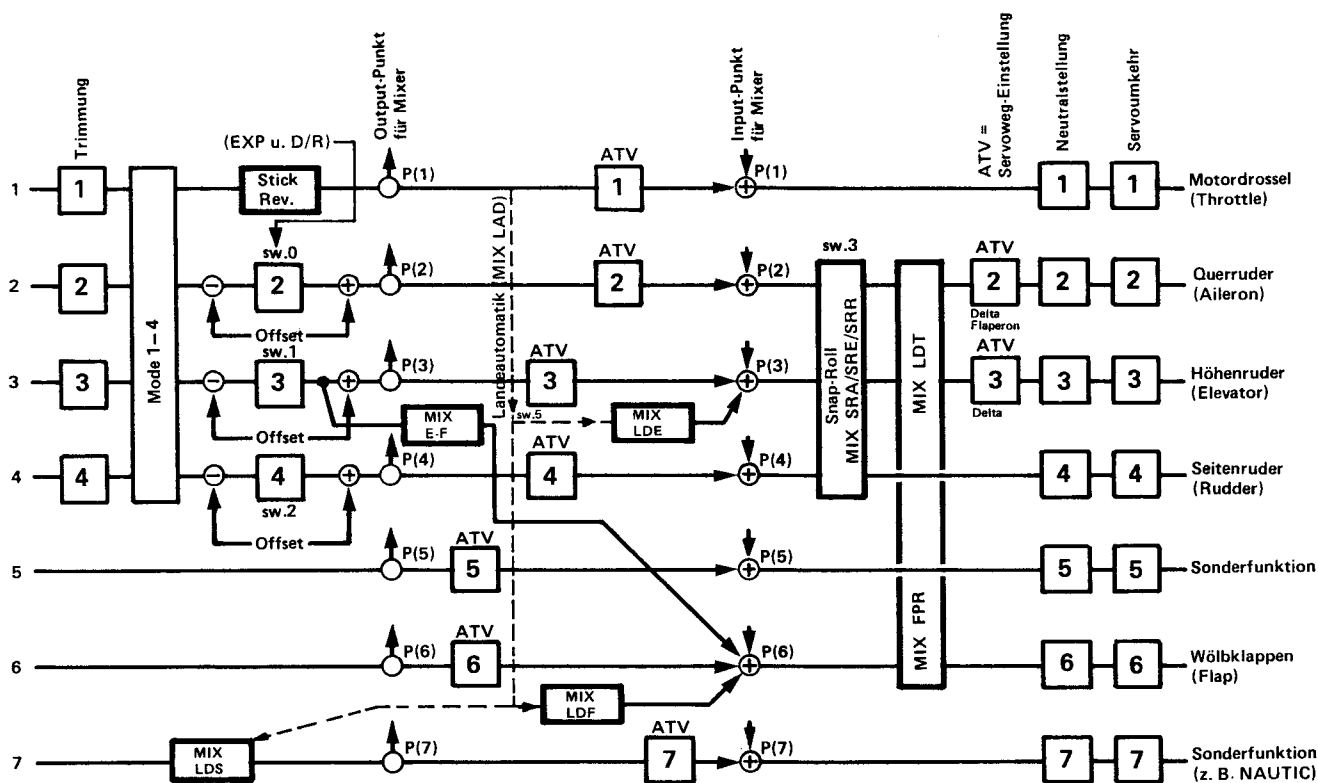 Trimmung
Output-Punkt
für Mixer
Input-Punkt
für Mixer
ATV =
Servoweg-Einstellung
Neutralstellung
Servoumkehr
(EXP u. D/R)
1
1
Mode 1–4
Stick
Rev.
P(1)
ATV
1
P(1)
1
1
Motordrossel
(Throttle)
Landeautomatik (MIX LAD)
2
2
sw.0
2
Offset
P(2)
ATV
2
P(2)
sw.3
Snap-Roll
MIX SRA/SRE/SRR
MIX LDT
MIX FPR
ATV
2
Delta
Flaperon
2
2
Querruder
(Aileron)
3
3
sw.1
3
Offset
MIX
E-F
P(3)
ATV
3
sw.5
MIX
LDE
P(3)
ATV
3
Delta
3
3
Höhenruder
(Elevator)
4
4
4
sw.2
Offset
P(4)
ATV
4
P(4)
4
4
Seitenruder
(Rudder)
5
P(5)
ATV
5
P(5)
5
5
Sonderfunktion
6
P(6)
ATV
6
P(6)
6
6
Wölbklappen
(Flap)
MIX
LDF
7
MIX
LDS
P(7)
ATV
7
P(7)
7
7
Sonderfunktion
(z. B. NAUTIC)